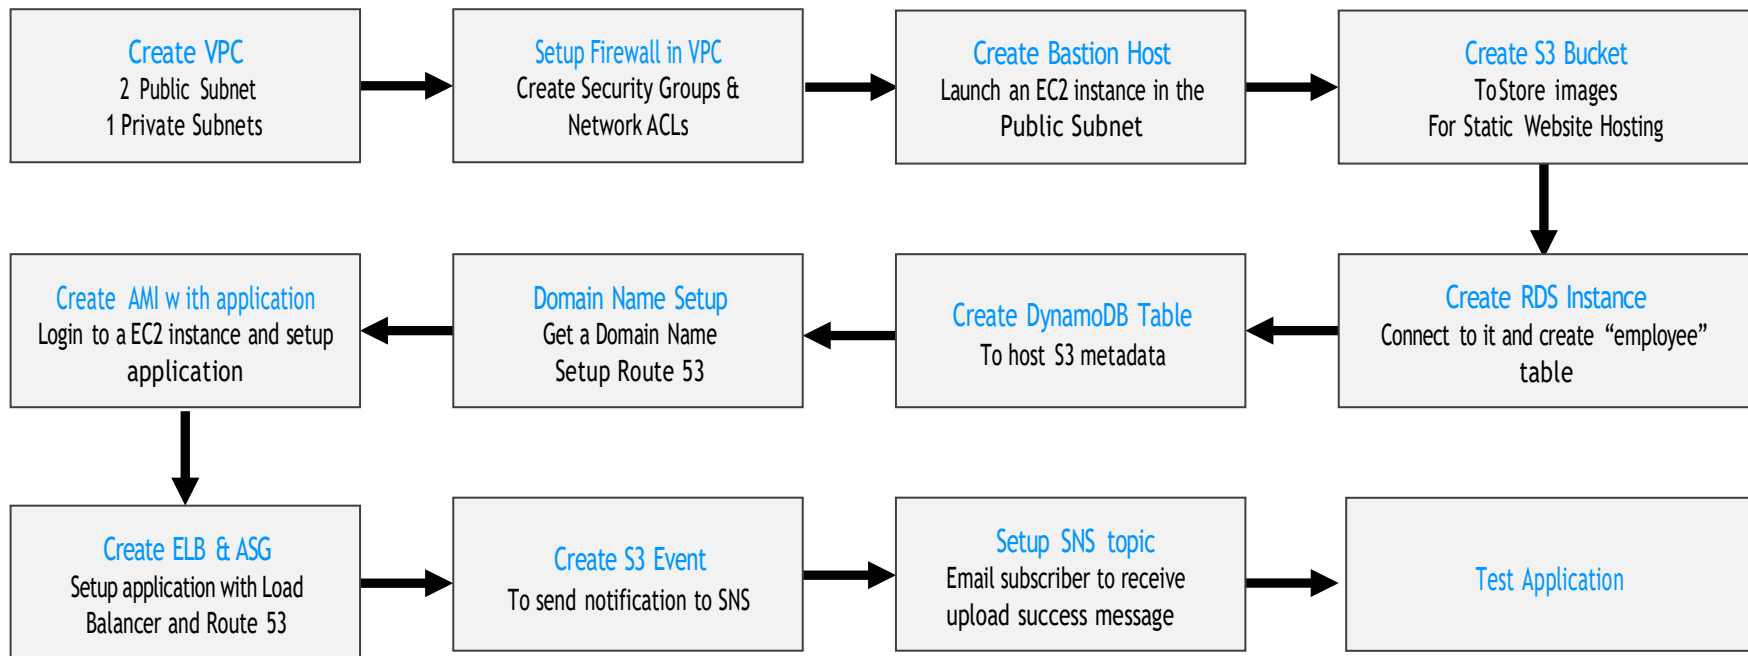 Create VPC
2 Public Subnet
1 Private Subnets
Setup Firewall in VPC
Create Security Groups &
Network ACLs
Create Bastion Host
Launch an EC2 instance in the
Public Subnet
Create S3 Bucket
ToStore images
For Static Website Hosting
Create RDS Instance
Connect to it and create “employee”
table
Create DynamoDB Table
To host S3 metadata
Domain Name Setup
Get a Domain Name
Setup Route 53
Create AMI w ith application
Login to a EC2 instance and setup
application
Create ELB & ASG
Setup application with Load
Balancer and Route 53
Create S3 Event
To send notification to SNS
Setup SNS topic
Email subscriber to receive
upload success message
Test Application